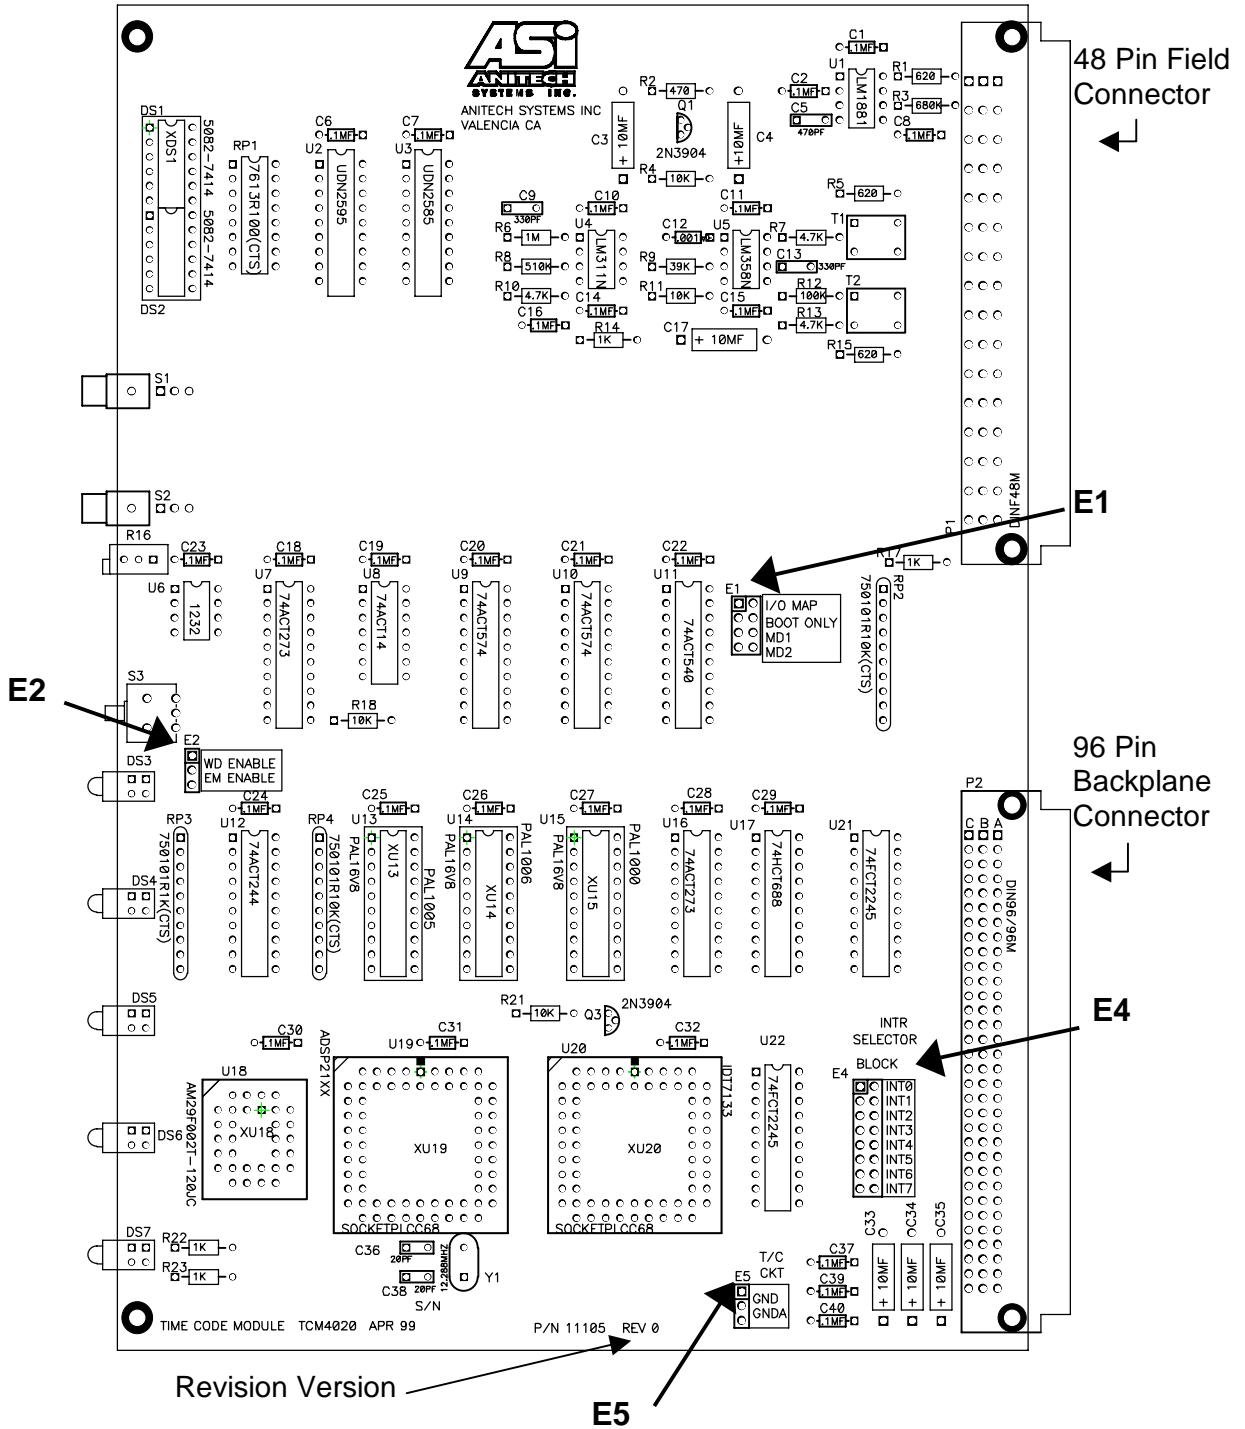 ASi
ANITECH
SYSTEMS INC.
ANITECH SYSTEMS INC
VALENCIA CA
48 Pin Field
Connector
C1
.1MF
U1
LM1881
R1
620
R3
680K
C2
.1MF
C5
470PF
C8
.1MF
R2
470
Q1
2N3904
C3
+ 10MF
C4
+10MF
R4
10K
DS1
XDS1
5082-7414 5082-7414
DS2
RP1
7613R100(CTS)
C6
.1MF
U2
UDN2595
C7
.1MF
U3
UDN2585
C9
330PF
C10
.1MF
C11
.1MF
R5
620
T1
R6
1M
U4
LM311N
C12
.001
U5
LM358N
R7
4.7K
C13
330PF
R8
510K
R9
39K
R10
4.7K
R11
10K
R12
100K
T2
C14
.1MF
C15
.1MF
R13
4.7K
C16
.1MF
R14
1K
C17
+ 10MF
R15
620
S1
S2
DINF48M
P1
E1
R16
C23
.1MF
C18
.1MF
C19
.1MF
C20
.1MF
C21
.1MF
C22
.1MF
R17
1K
U6
1232
U7
74ACT273
U8
74ACT14
U9
74ACT574
U10
74ACT574
U11
74ACT540
E1
I/O MAP
BOOT ONLY
MD1
MD2
RP2
750101R10K(CTS)
E2
S3
R18
10K
E2
WD ENABLE
EM ENABLE
DS3
96 Pin
Backplane
Connector
P2
C B A
DIN96/96M
C24
.1MF
C25
.1MF
C26
.1MF
C27
.1MF
C28
.1MF
C29
.1MF
RP3
750101R1K(CTS)
U12
74ACT244
RP4
750101R10K(CTS)
U13
PAL16V8
XU13
PAL1005
U14
PAL16V8
XU14
PAL1006
U15
PAL16V8
XU15
PAL1000
U16
74ACT273
U17
74HCT688
U21
74FCT2245
DS4
DS5
R21
10K
Q3
2N3904
E4
INTR
SELECTOR
BLOCK
E4
INT0
INT1
INT2
INT3
INT4
INT5
INT6
INT7
C30
.1MF
C31
.1MF
C32
.1MF
U18
AM29F002T-120JC
XU18
ADSP21XX
U19
XU19
SOCKETPLCC68
U20
IDT7133
XU20
SOCKETPLCC68
U22
74FCT2245
DS6
DS7
R22
1K
R23
1K
C36
20PF
C38
20PF
12.288MHZ
Y1
S/N
C33
+ 10MF
C34
+ 10MF
C35
+ 10MF
T/C
CKT
E5
GND
GNDA
C37
.1MF
C39
.1MF
C40
.1MF
TIME CODE MODULE TCM4020 APR 99
P/N 11105 REV 0
Revision Version
E5